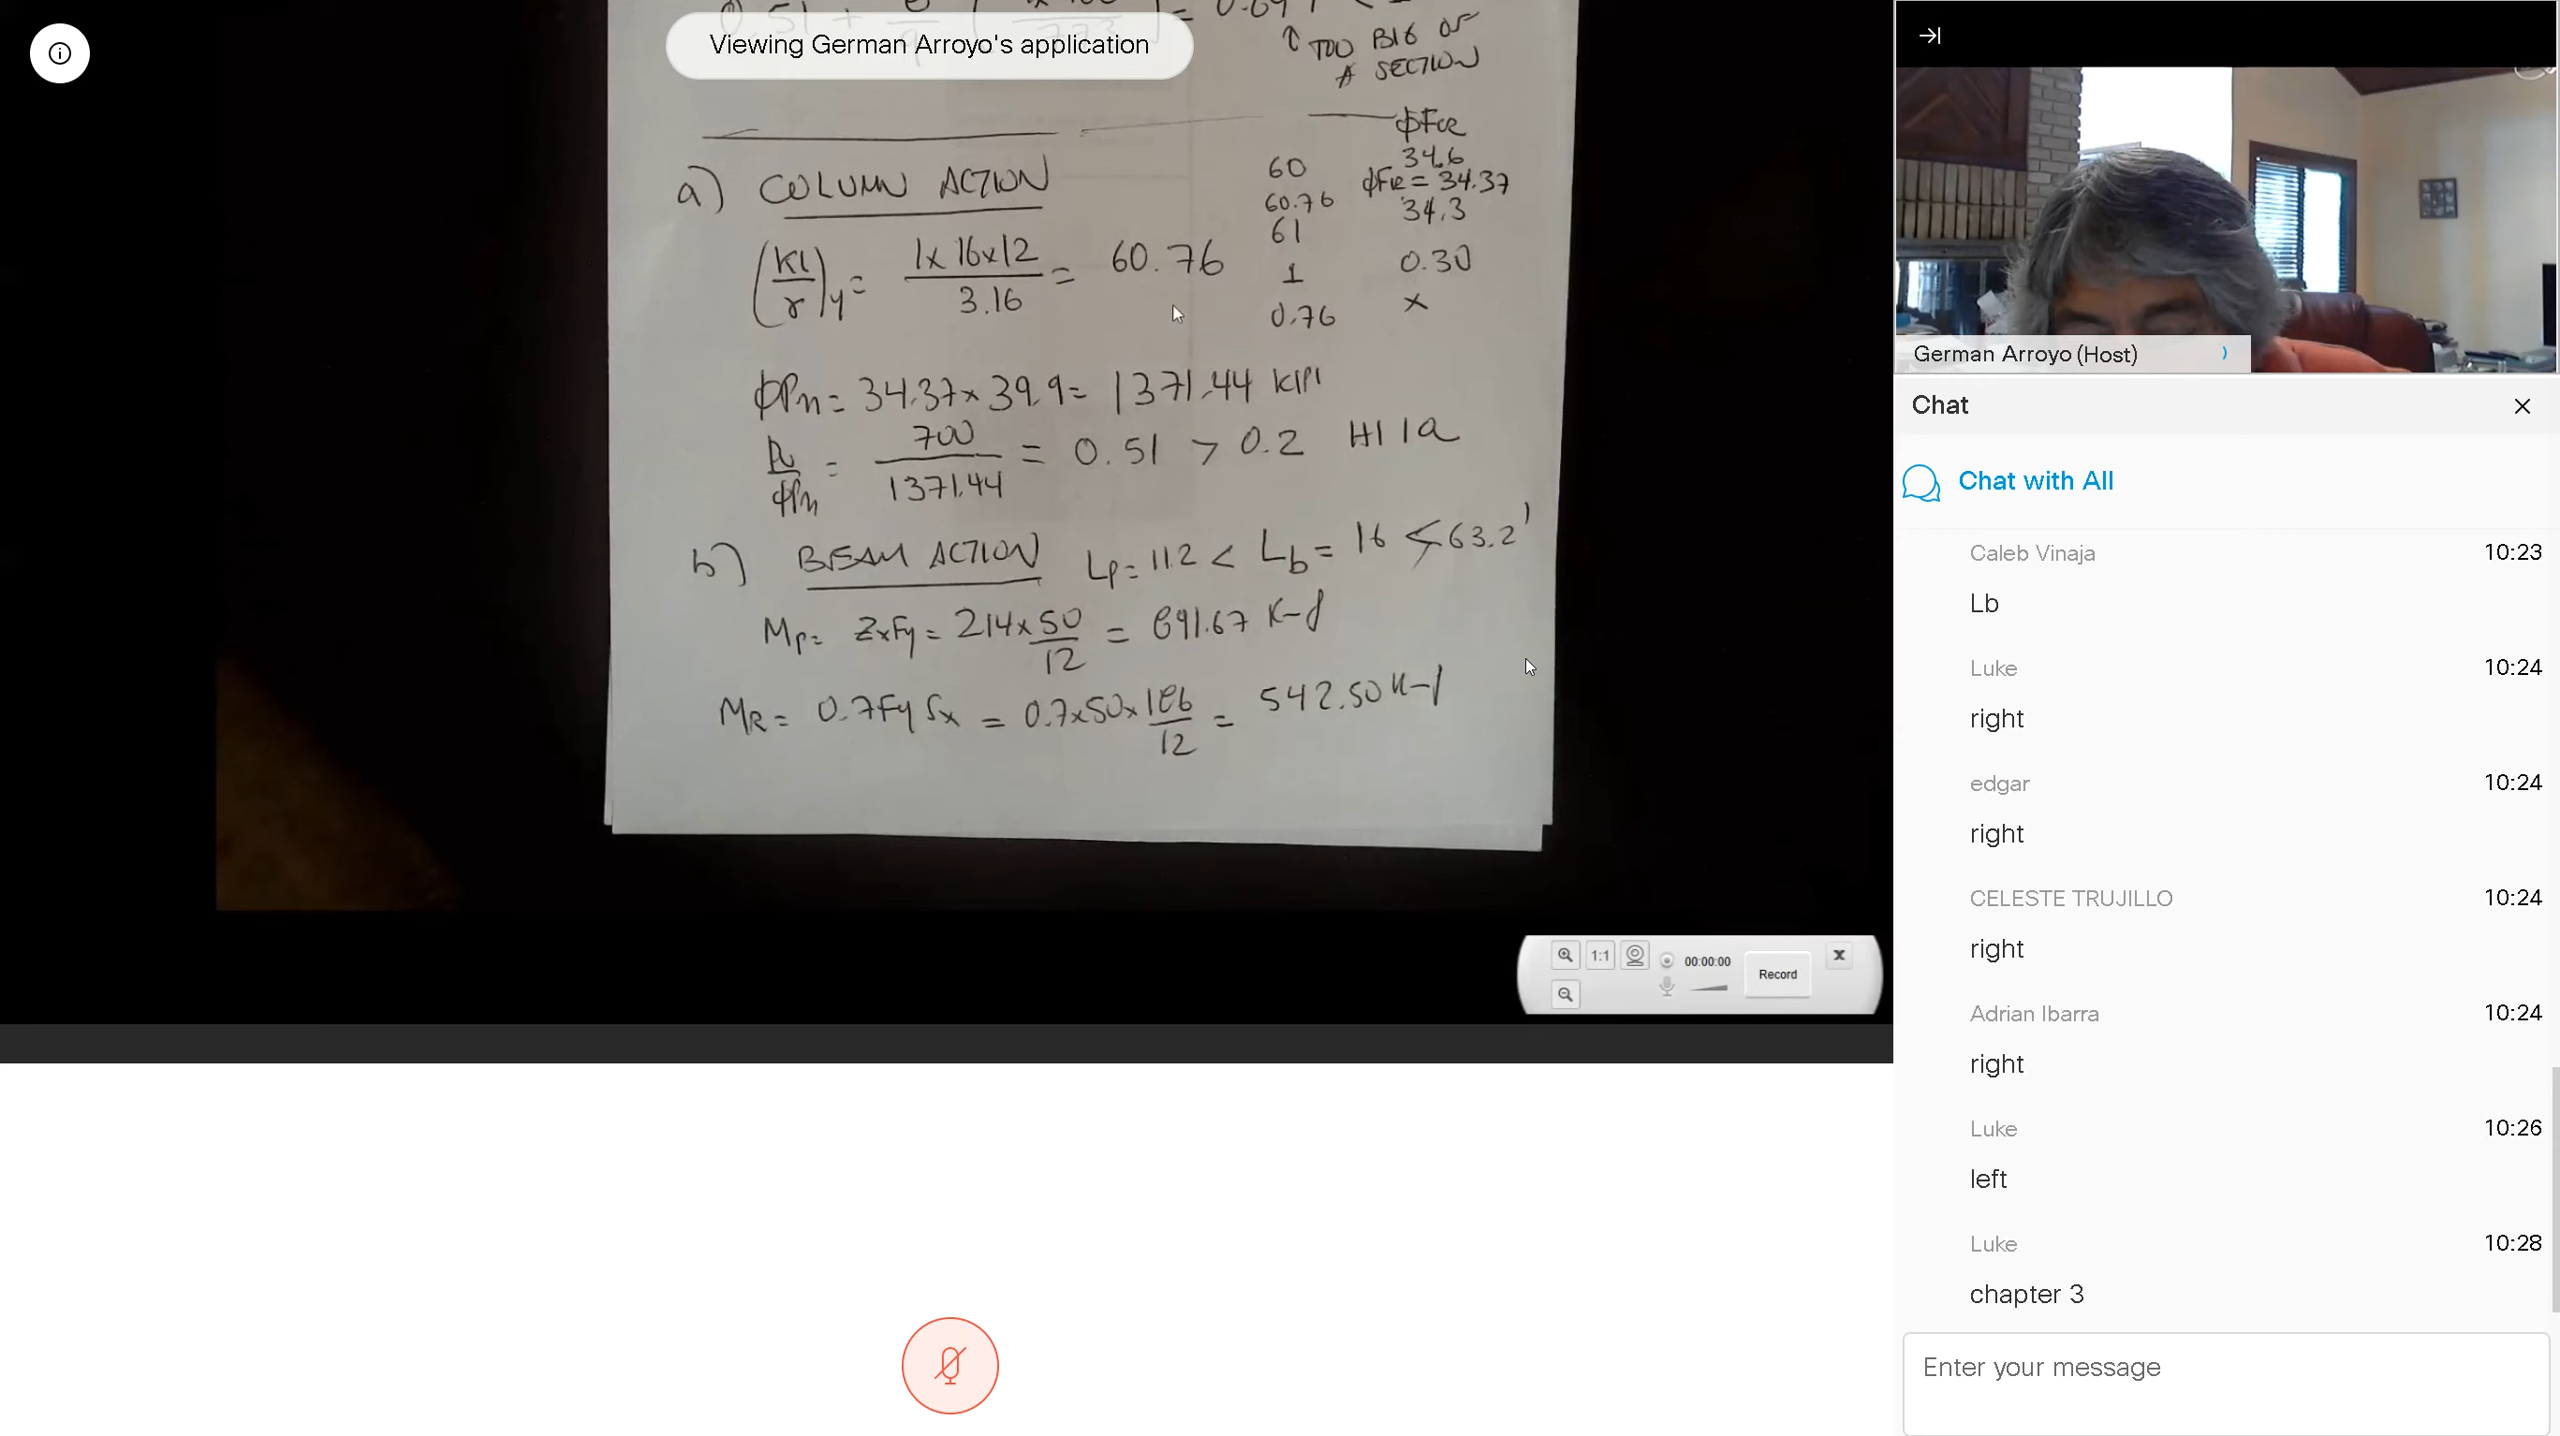 Viewing German Arroyo's application
↑ TOO BIG OF
A SECTION
a) COLUMN ACTION
(Kl/r)y = 1x16x12/3.16 = 60.76
ϕFce
60 34.6
60.76 ϕFce = 34.37
61 34.3
1 0.30
0.76 x
ϕPn = 34.37 x 39.9 = 1371.44 KIPS
Pu/ϕPn = 700/1371.44 = 0.51 > 0.2 H1 1a
b) BEAM ACTION Lp = 11.2 < Lb = 16 < 63.2'
Mp = ZxFy = 214 x 50/12 = 891.67 K-f
MR = 0.7Fy Sx = 0.7x50x186/12 = 542.50 K-f
1:1
00:00:00
Record
x
German Arroyo (Host)
Chat
Chat with All
Caleb Vinaja 10:23
Lb
Luke 10:24
right
edgar 10:24
right
CELESTE TRUJILLO 10:24
right
Adrian Ibarra 10:24
right
Luke 10:26
left
Luke 10:28
chapter 3
Enter your message